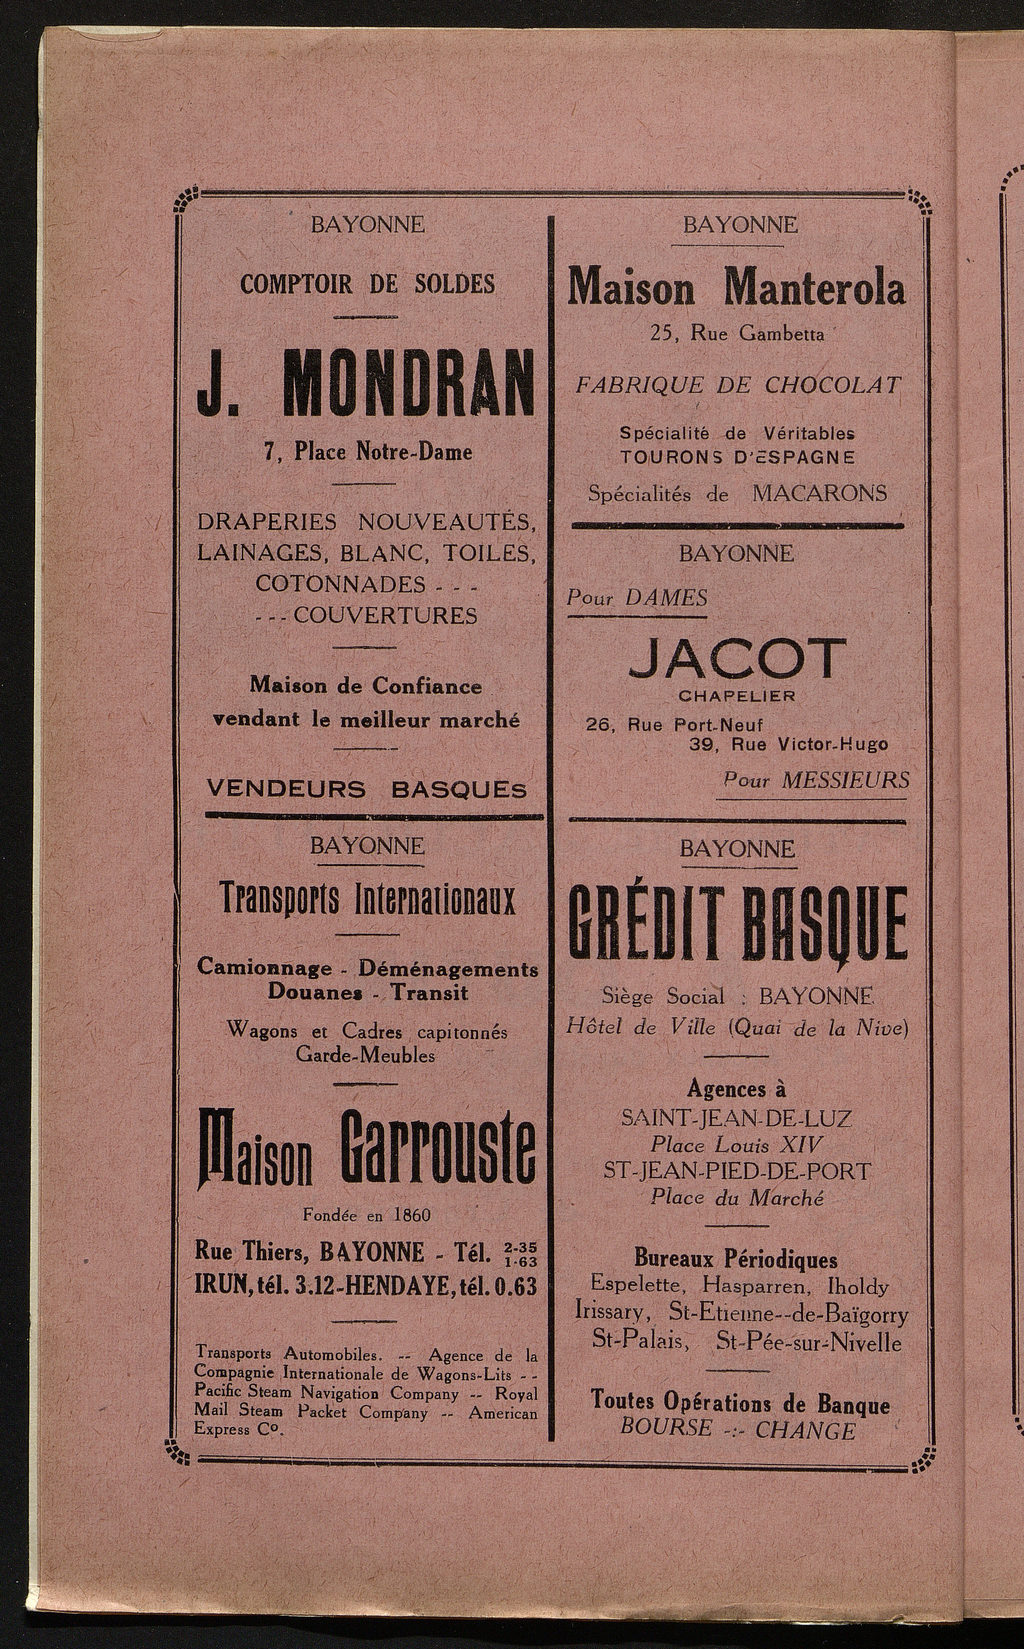 BAYONNE
COMPTOIR DE SOLDES
J. MONDRAN
7, Place Notre-Dame
DRAPERIES NOUVEAUTÉS,
LAINAGES, BLANC, TOILES,
COTONNADES - - -
- - - COUVERTURES
Maison de Confiance
vendant le meilleur marché
VENDEURS BASQUES
BAYONNE
Transports Internationaux
Camionnage - Déménagements
Douanes - Transit
Wagons et Cadres capitonnés
Garde-Meubles
Maison Garrouste
Fondée en 1860
Rue Thiers, BAYONNE - Tél. 2-35 1-63
IRUN, tél. 3.12-HENDAYE, tél. 0.63
Transports Automobiles. -- Agence de la
Compagnie Internationale de Wagons-Lits - -
Pacific Steam Navigation Company -- Royal
Mail Steam Packet Company -- American
Express Co.
BAYONNE
Maison Manterola
25, Rue Gambetta
FABRIQUE DE CHOCOLAT
Spécialité de Véritables
TOURONS D'ESPAGNE
Spécialités de MACARONS
BAYONNE
Pour DAMES
JACOT
CHAPELIER
26, Rue Port-Neuf
39, Rue Victor-Hugo
Pour MESSIEURS
BAYONNE
CRÉDIT BASQUE
Siège Social : BAYONNE
Hôtel de Ville (Quai de la Nive)
Agences à
SAINT-JEAN-DE-LUZ
Place Louis XIV
ST-JEAN-PIED-DE-PORT
Place du Marché
Bureaux Périodiques
Espelette, Hasparren, Iholdy
Irissary, St-Etienne--de-Baïgorry
St-Palais, St-Pée-sur-Nivelle
Toutes Opérations de Banque
BOURSE -:- CHANGE